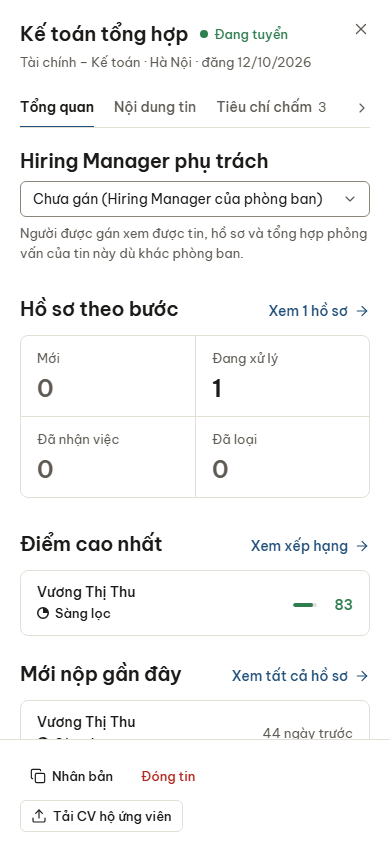 Kế toán tổng hợp
Đang tuyển
Tài chính – Kế toán · Hà Nội · đăng 12/10/2026
Tổng quan
Nội dung tin
Tiêu chí chấm 3
Hiring Manager phụ trách
Chưa gán (Hiring Manager của phòng ban)
Người được gán xem được tin, hồ sơ và tổng hợp phỏng
vấn của tin này dù khác phòng ban.
Hồ sơ theo bước
Xem 1 hồ sơ
Mới
Đang xử lý
0
1
Đã nhận việc
Đã loại
0
0
Điểm cao nhất
Xem xếp hạng
Vương Thị Thu
Sàng lọc
83
Mới nộp gần đây
Xem tất cả hồ sơ
Vương Thị Thu
44 ngày trước
Nhân bản
Đóng tin
Tải CV hộ ứng viên